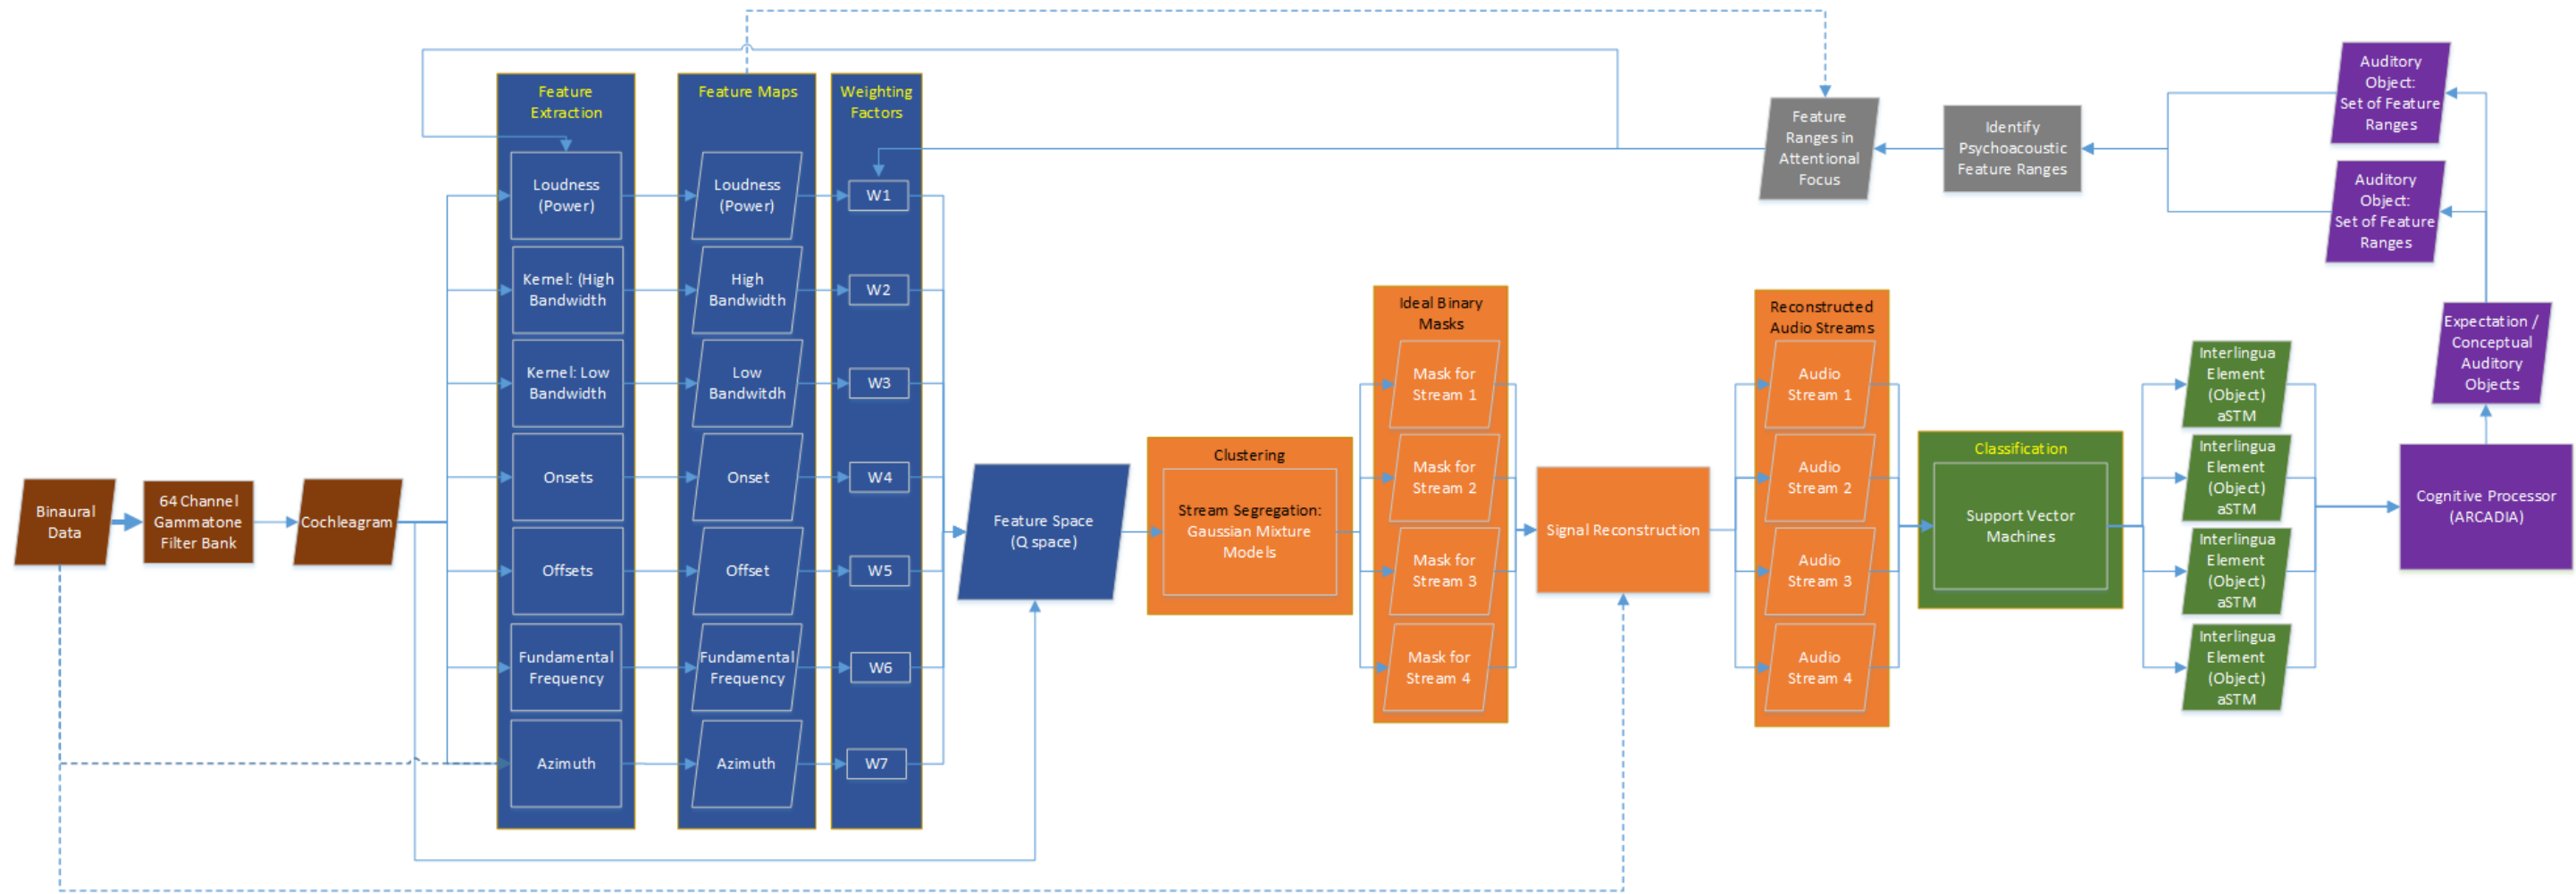 Binaural
Data
64 Channel
Gammatone
Filter Bank
Cochleagram
Feature
Extraction
Loudness
(Power)
Kernel: (High
Bandwidth
Kernel: Low
Bandwidth
Onsets
Offsets
Fundamental
Frequency
Azimuth
Feature Maps
Loudness
(Power)
High
Bandwidth
Low
Bandwitdh
Onset
Offset
Fundamental
Frequency
Azimuth
Weighting
Factors
W1
W2
W3
W4
W5
W6
W7
Feature Space
(Q space)
Clustering
Stream Segregation:
Gaussian Mixture
Models
Ideal Binary
Masks
Mask for
Stream 1
Mask for
Stream 2
Mask for
Stream 3
Mask for
Stream 4
Signal Reconstruction
Reconstructed
Audio Streams
Audio
Stream 1
Audio
Stream 2
Audio
Stream 3
Audio
Stream 4
Classification
Support Vector
Machines
Interlingua
Element
(Object)
aSTM
Interlingua
Element
(Object)
aSTM
Interlingua
Element
(Object)
aSTM
Interlingua
Element
(Object)
aSTM
Cognitive Processor
(ARCADIA)
Expectation /
Conceptual
Auditory
Objects
Auditory
Object:
Set of Feature
Ranges
Auditory
Object:
Set of Feature
Ranges
Identify
Psychoacoustic
Feature Ranges
Feature
Ranges in
Attentional
Focus